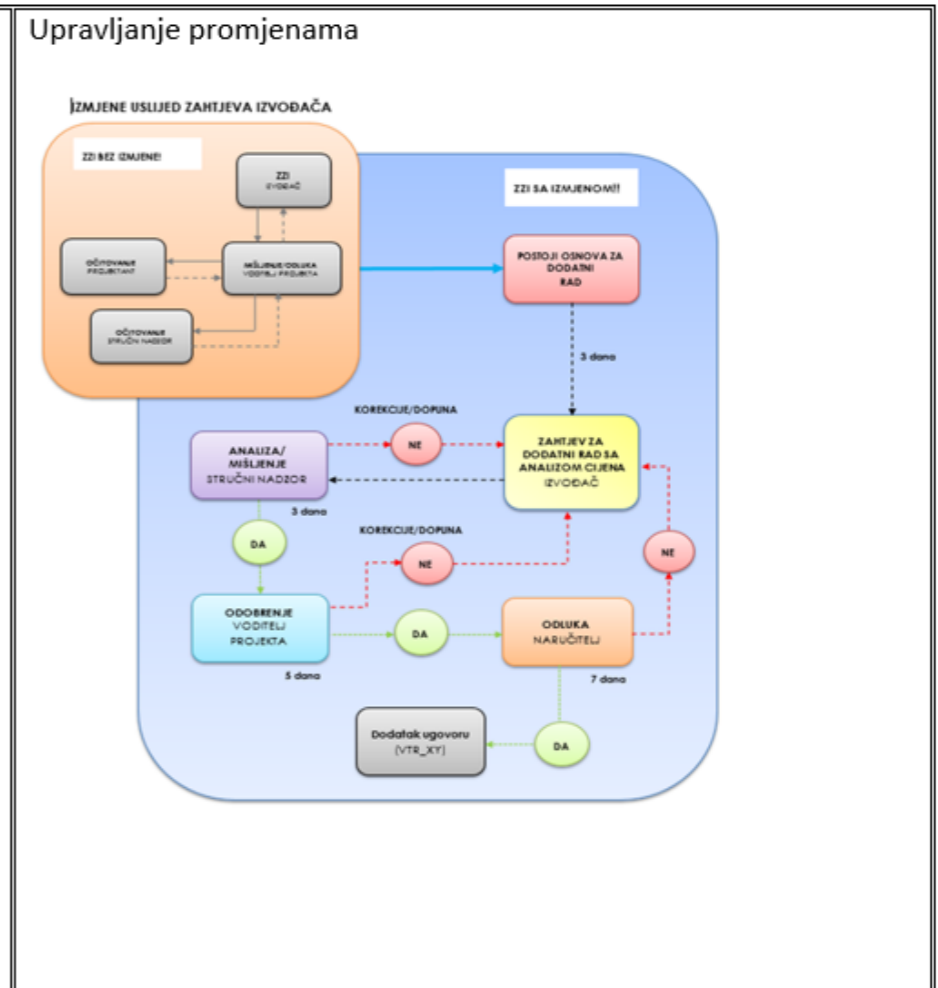 Upravljanje promjenama
IZMJENE USLIJED ZAHTJEVA IZVOĐAČA
ZZI BEZ IZMJENE!
ZZI
IZVOĐAČ
OČITOVANJE
PROJEKTANT
MIŠLJENJE/ODLUKA
VODITELJ PROJEKTA
OČITOVANJE
STRUČNI NADZOR
ZZI SA IZMJENOM!!
POSTOJI OSNOVA ZA
DODATNI
RAD
3 dana
KOREKCIJE/DOPUNA
NE
ANALIZA/
MIŠLJENJE
STRUČNI NADZOR
ZAHTJEV ZA
DODATNI RAD SA
ANALIZOM CIJENA
IZVOĐAČ
3 dana
DA
KOREKCIJE/DOPUNA
NE
NE
ODOBRENJE
VODITELJ
PROJEKTA
DA
ODLUKA
NARUČITELJ
5 dana
7 dana
Dodatak ugovoru
(VTR_XY)
DA